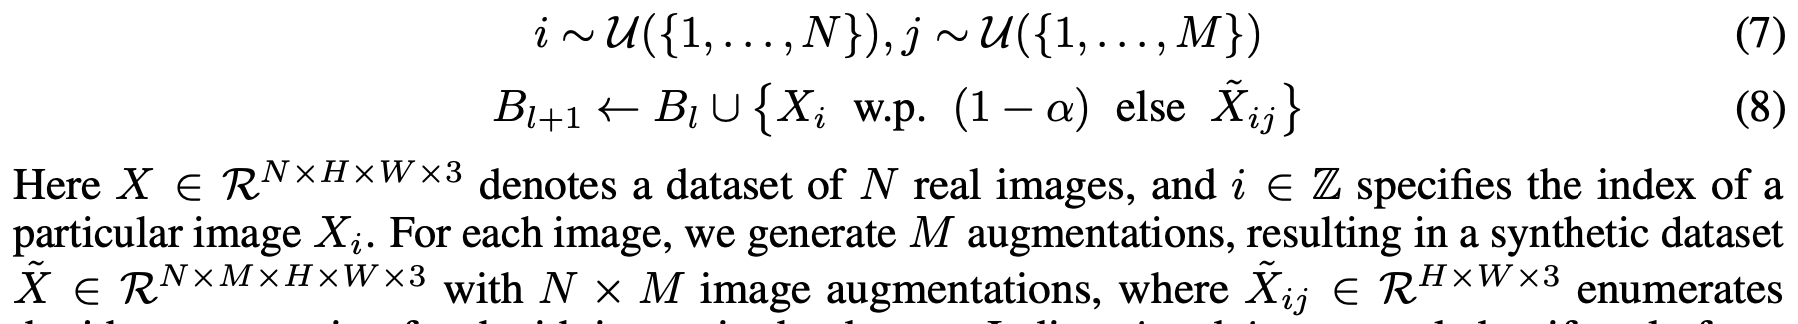 i ∼ 𝒰({1, . . . , N}), j ∼ 𝒰({1, . . . , M}) (7)
B_{l+1} ← B_l ∪ {X_i w.p. (1 − α) else X̃_{ij}} (8)
Here X ∈ ℛ^{N×H×W×3} denotes a dataset of N real images, and i ∈ ℤ specifies the index of a
particular image X_i. For each image, we generate M augmentations, resulting in a synthetic dataset
X̃ ∈ ℛ^{N×M×H×W×3} with N × M image augmentations, where X̃_{ij} ∈ ℛ^{H×W×3} enumerates